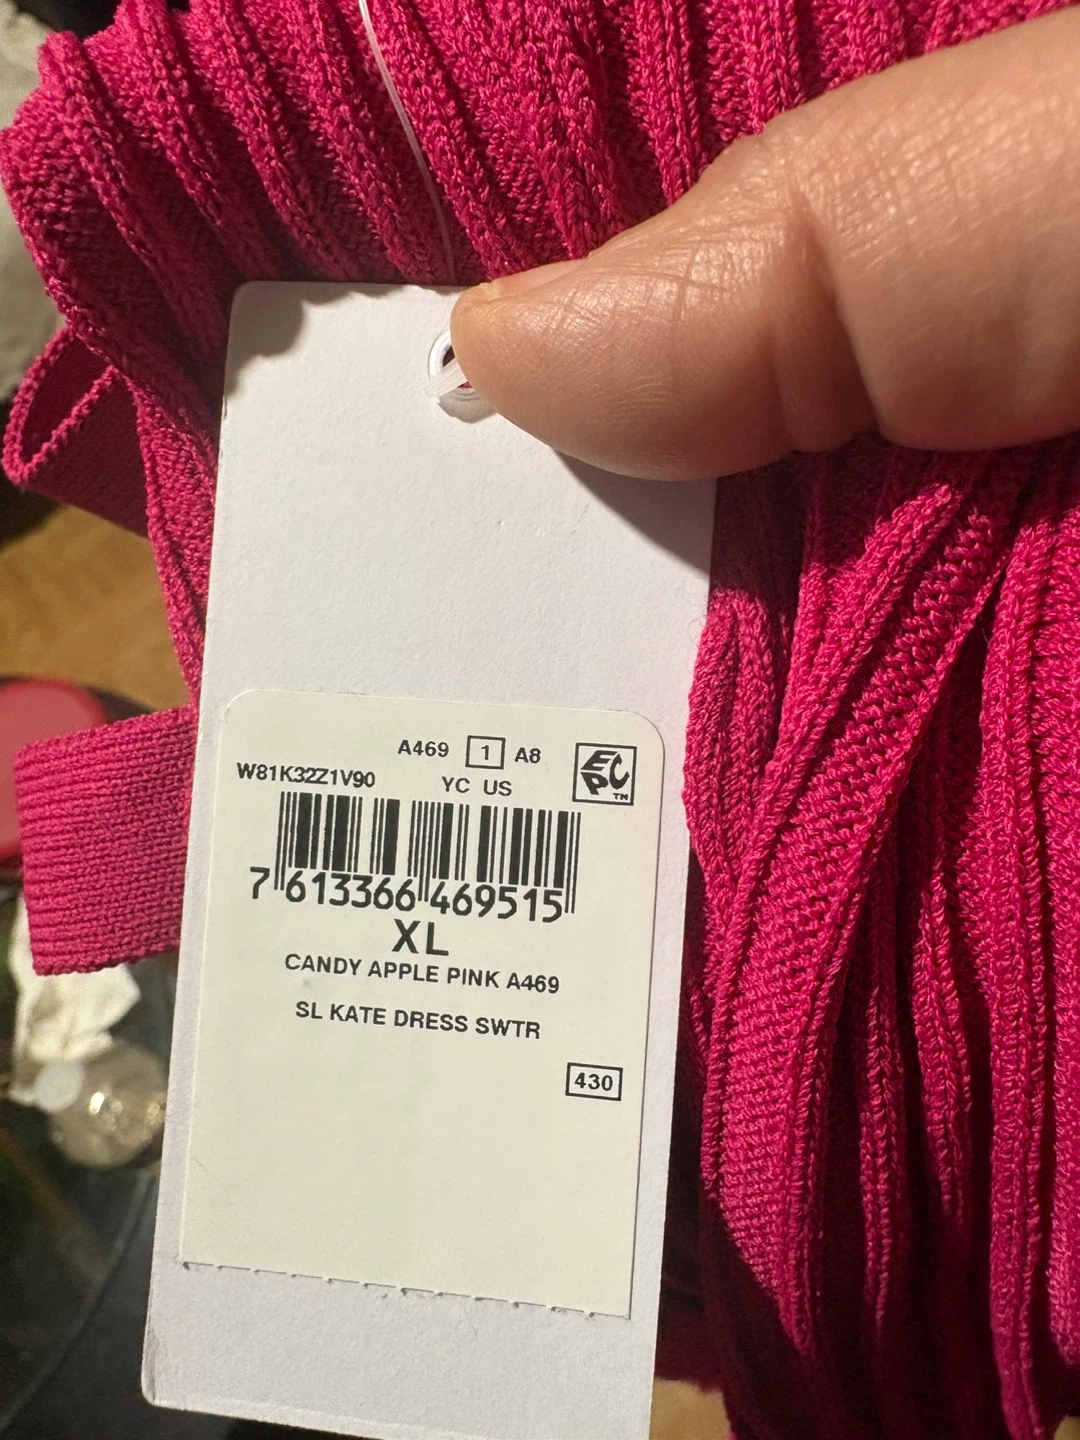 A469 1 A8
W81K32Z1V90 YC US
EPC TM
7 613366 469515
XL
CANDY APPLE PINK A469
SL KATE DRESS SWTR
430